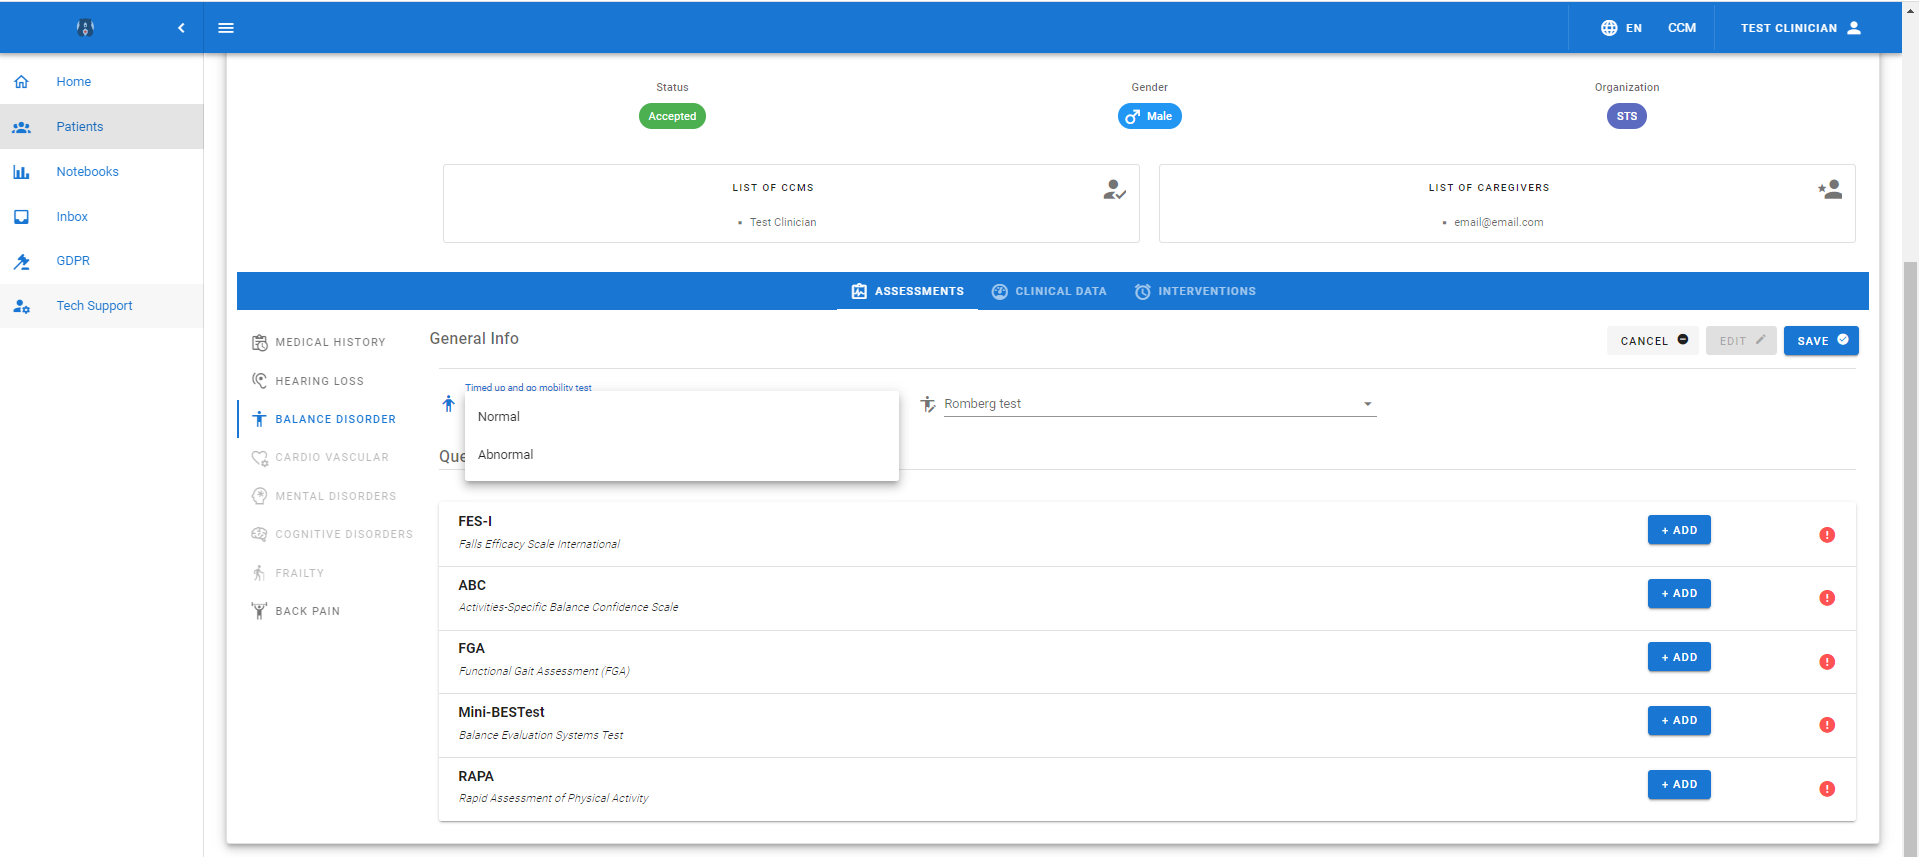 EN
CCM
TEST CLINICIAN
Home
Patients
Notebooks
Inbox
GDPR
Tech Support
Status
Accepted
Gender
Male
Organization
STS
LIST OF CCMS
Test Clinician
LIST OF CAREGIVERS
email@email.com
ASSESSMENTS
CLINICAL DATA
INTERVENTIONS
MEDICAL HISTORY
HEARING LOSS
BALANCE DISORDER
CARDIO VASCULAR
MENTAL DISORDERS
COGNITIVE DISORDERS
FRAILTY
BACK PAIN
General Info
CANCEL
EDIT
SAVE
Timed up and go mobility test
Normal
Abnormal
Romberg test
Que
FES-I
Falls Efficacy Scale International
+ ADD
ABC
Activities-Specific Balance Confidence Scale
+ ADD
FGA
Functional Gait Assessment (FGA)
+ ADD
Mini-BESTest
Balance Evaluation Systems Test
+ ADD
RAPA
Rapid Assessment of Physical Activity
+ ADD